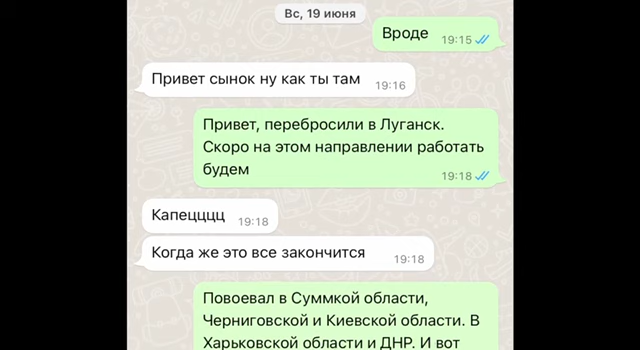 Вс, 19 июня
Вроде
19:15
Привет сынок ну как ты там
19:16
Привет, перебросили в Луганск.
Скоро на этом направлении работать
будем
19:18
Капецццц
19:18
Когда же это все закончится
19:18
Повоевал в Суммкой области,
Черниговской и Киевской области. В
Харьковской области и ДНР. И вот